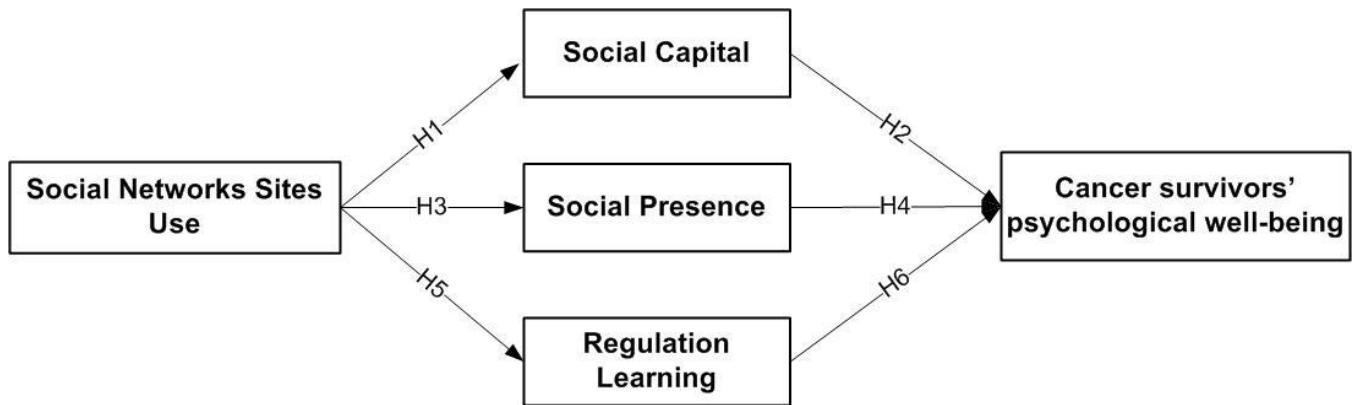 Social Capital
H1
H2
Social Networks Sites
Use
H3
Social Presence
H4
Cancer survivors’
psychological well-being
H5
H6
Regulation
Learning